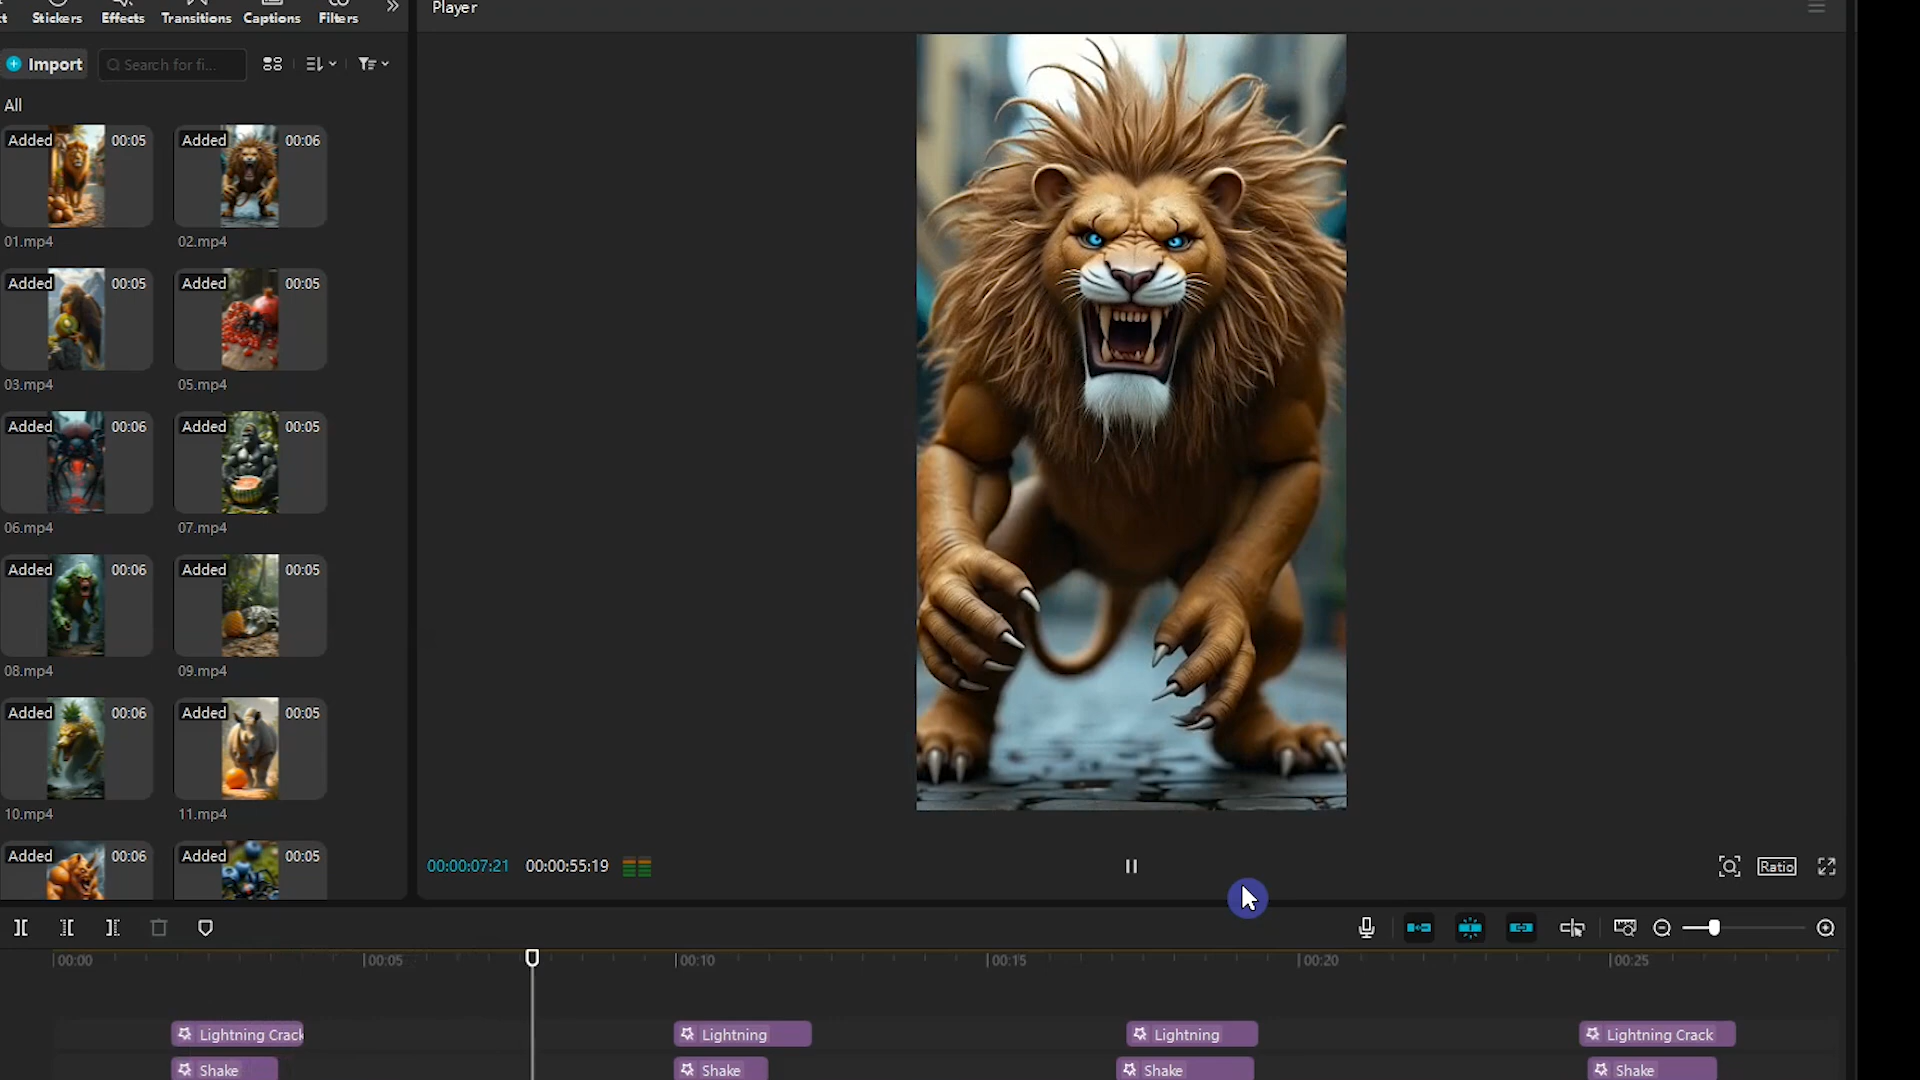 Stickers Effects Transitions Captions Filters
Player
Import Search for fi... 
All
Added 00:05 Added 00:06
01.mp4 02.mp4
Added 00:05 Added 00:05
03.mp4 05.mp4
Added 00:06 Added 00:05
06.mp4 07.mp4
Added 00:06 Added 00:05
08.mp4 09.mp4
Added 00:06 Added 00:05
10.mp4 11.mp4
Added 00:06 Added 00:05
00:00:07:21 00:00:55:19 Ratio
00:00 00:05 00:10 00:15 00:20 00:25
Lightning Crack Lightning Lightning Lightning Crack
Shake Shake Shake Shake